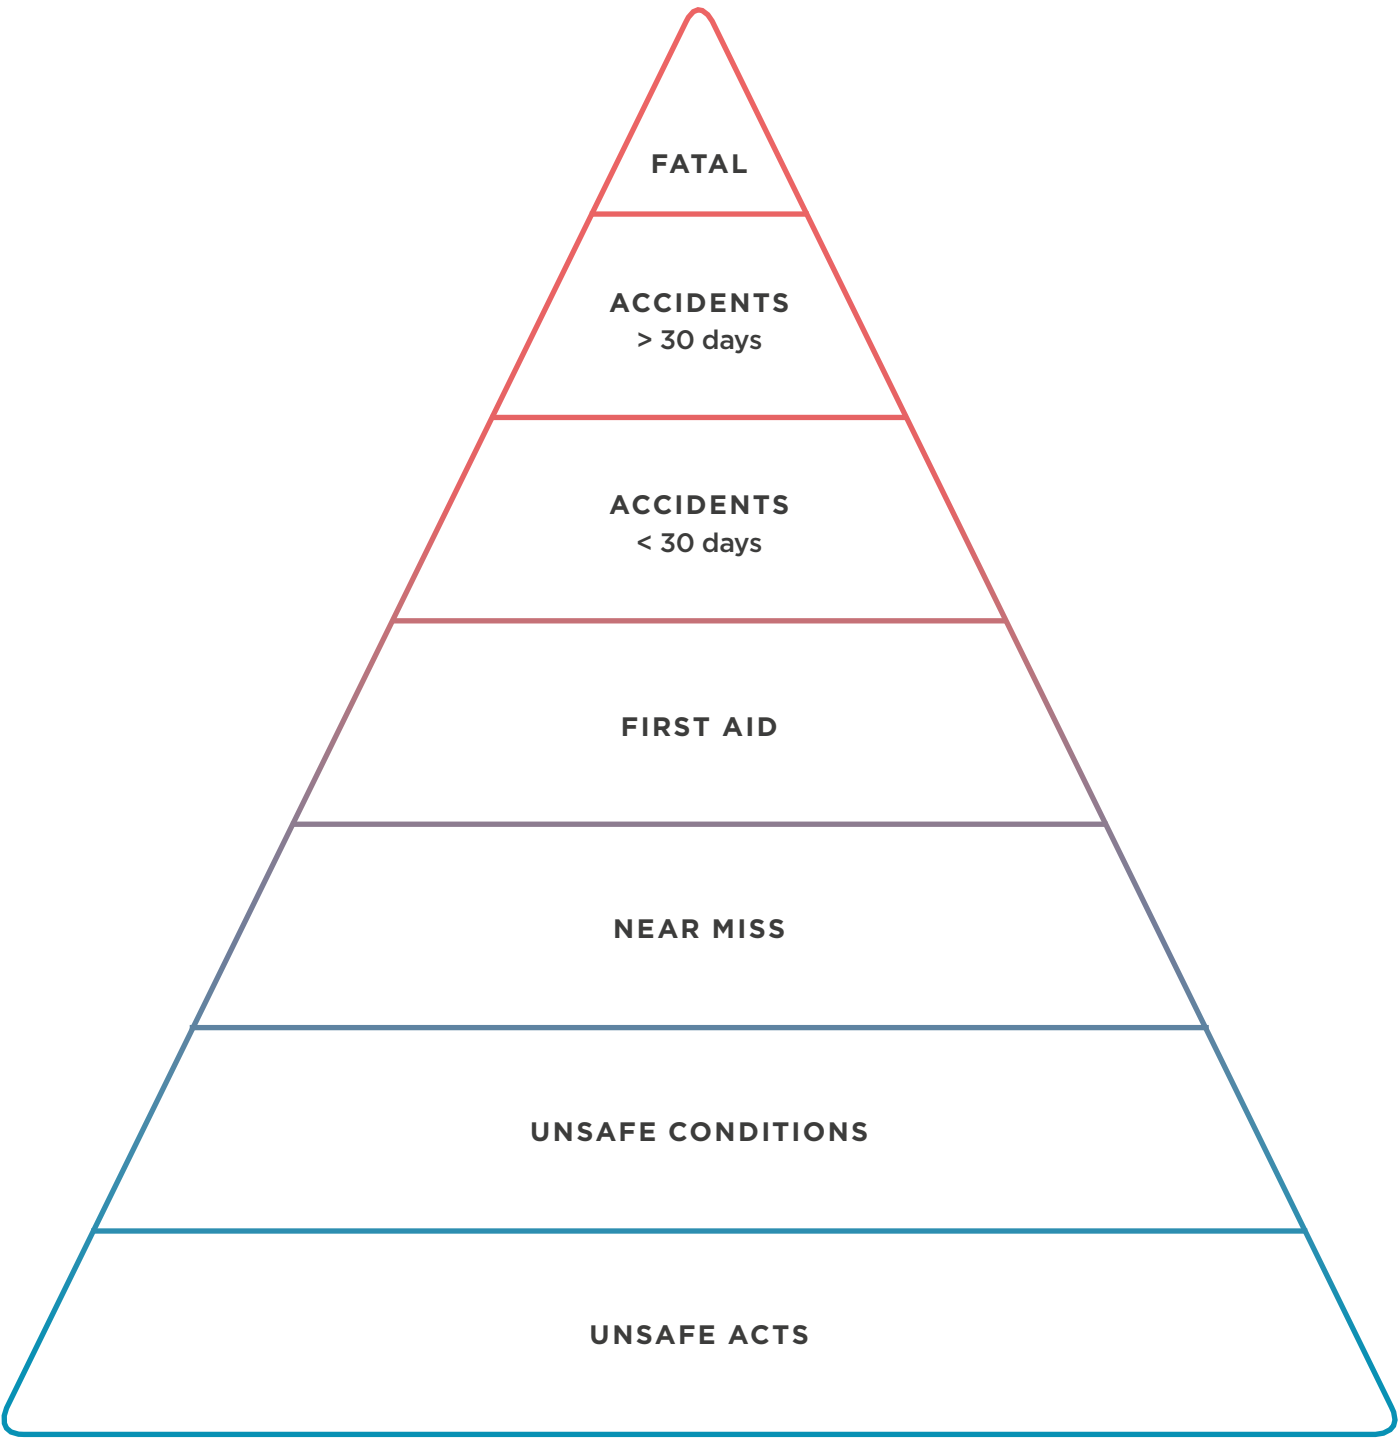 FATAL
ACCIDENTS
> 30 days
ACCIDENTS
< 30 days
FIRST AID
NEAR MISS
UNSAFE CONDITIONS
UNSAFE ACTS